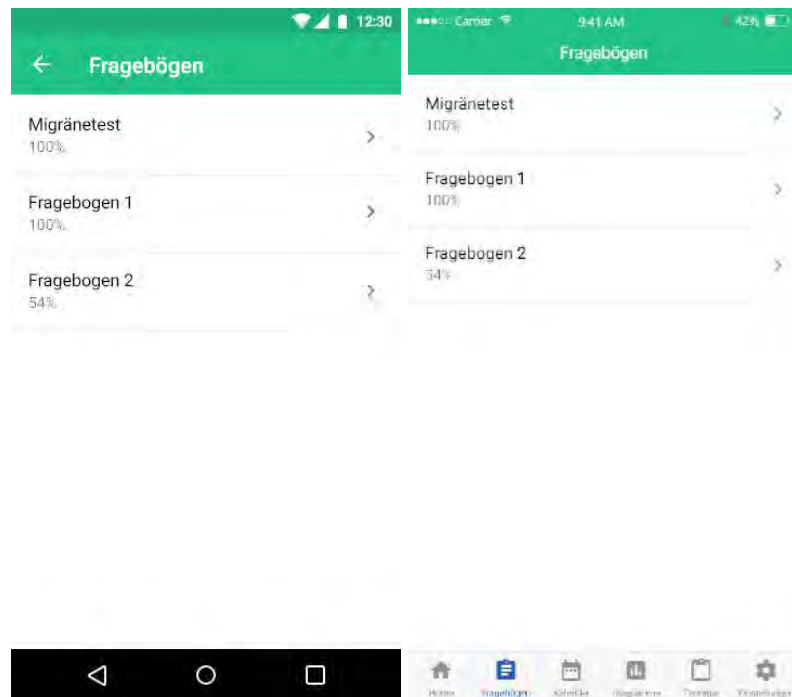 12:30
Fragebögen
Migränetest
100%
Fragebogen 1
100%
Fragebogen 2
54%
Carrier 9:41 AM 42%
Fragebögen
Migränetest
100%
Fragebogen 1
100%
Fragebogen 2
54%
Home Fragebögen Kalender